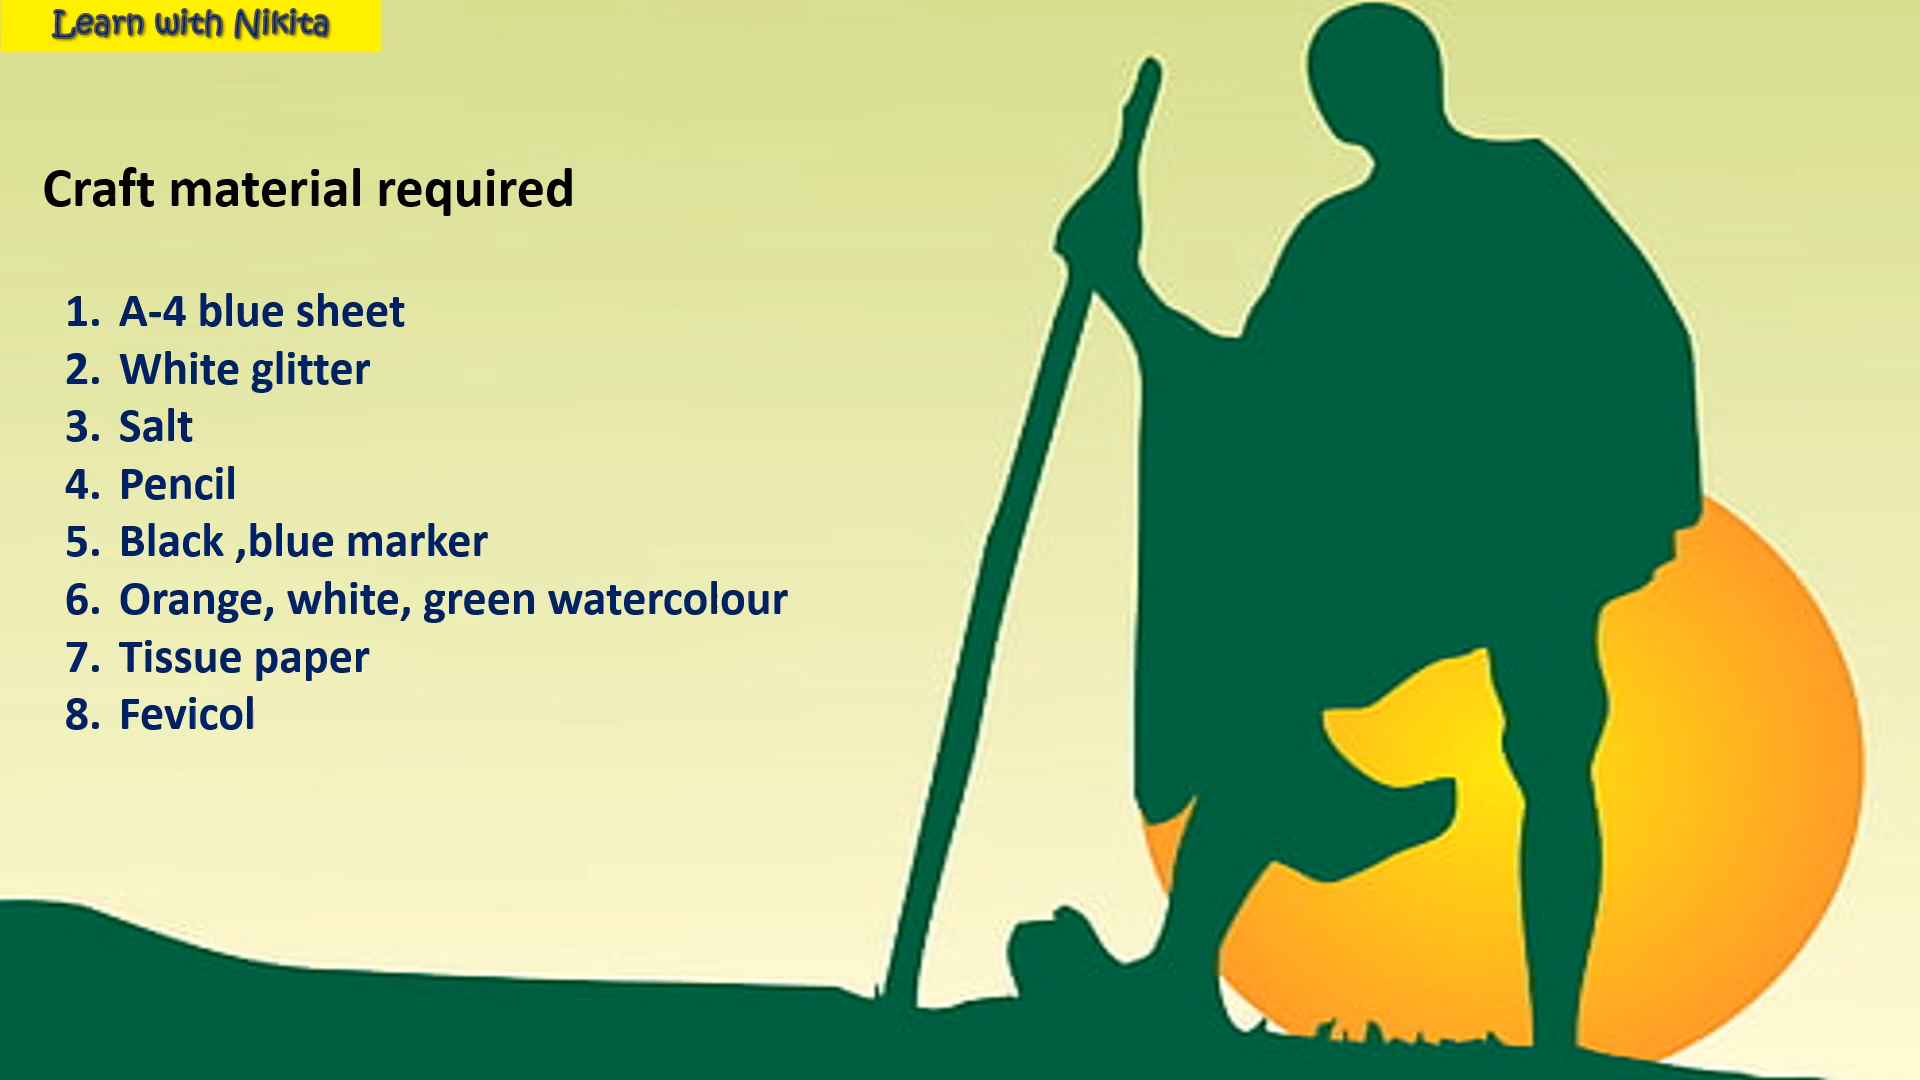 Learn with Nikita
Craft material required
1. A-4 blue sheet
2. White glitter
3. Salt
4. Pencil
5. Black ,blue marker
6. Orange, white, green watercolour
7. Tissue paper
8. Fevicol